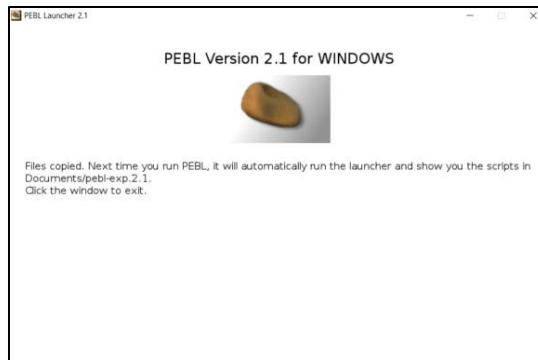 PEBL Launcher 2.1
PEBL Version 2.1 for WINDOWS
Files copied. Next time you run PEBL, it will automatically run the launcher and show you the scripts in
Documents/pebl-exp.2.1.
Click the window to exit.